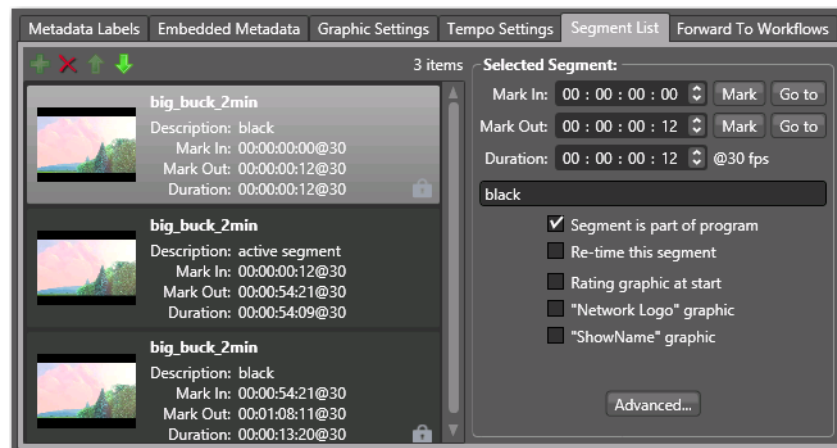 Metadata Labels Embedded Metadata Graphic Settings Tempo Settings Segment List Forward To Workflows
3 items
big_buck_2min
Description: black
Mark In: 00:00:00:00@30
Mark Out: 00:00:00:12@30
Duration: 00:00:00:12@30
big_buck_2min
Description: active segment
Mark In: 00:00:00:12@30
Mark Out: 00:00:54:21@30
Duration: 00:00:54:09@30
big_buck_2min
Description: black
Mark In: 00:00:54:21@30
Mark Out: 00:01:08:11@30
Duration: 00:00:13:20@30
Selected Segment:
Mark In: 00 : 00 : 00 : 00 Mark Go to
Mark Out: 00 : 00 : 00 : 12 Mark Go to
Duration: 00 : 00 : 00 : 12 @30 fps
black
Segment is part of program
Re-time this segment
Rating graphic at start
"Network Logo" graphic
"ShowName" graphic
Advanced...